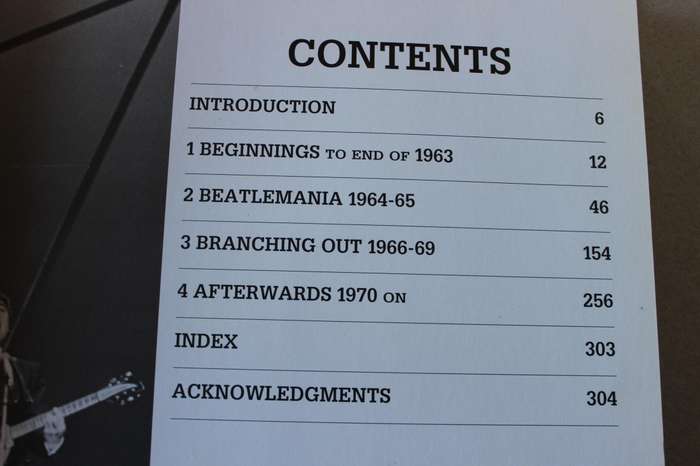 CONTENTS
INTRODUCTION 6
1 BEGINNINGS TO END OF 1963 12
2 BEATLEMANIA 1964-65 46
3 BRANCHING OUT 1966-69 154
4 AFTERWARDS 1970 ON 256
INDEX 303
ACKNOWLEDGMENTS 304